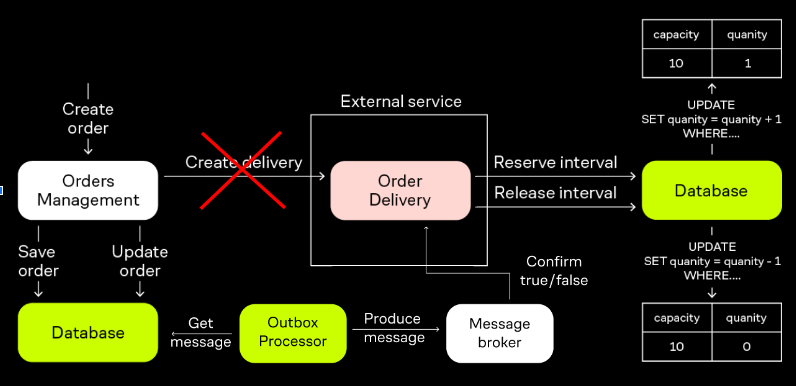 capacity quanity
10 1
UPDATE
SET quanity = quanity + 1
WHERE....
External service
Create
order
Create delivery
Orders
Management
Order
Delivery
Reserve interval
Release interval
Database
Save
order
Update
order
UPDATE
SET quanity = quanity - 1
WHERE....
Confirm
true/false
Database
Get
message
Outbox
Processor
Produce
message
Message
broker
capacity quanity
10 0